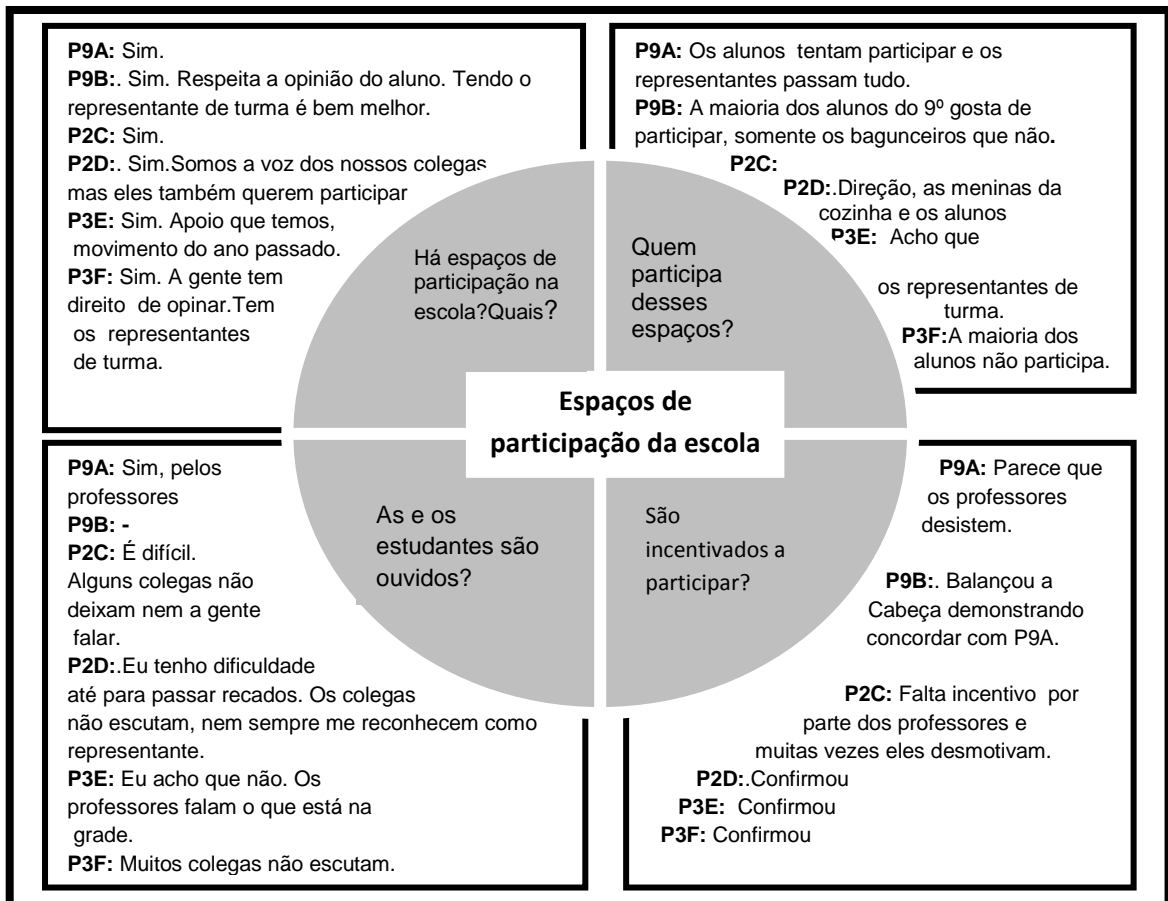 P9A: Sim.
P9B:. Sim. Respeita a opinião do aluno. Tendo o
representante de turma é bem melhor.
P2C: Sim.
P2D:. Sim.Somos a voz dos nossos colegas
mas eles também querem participar
P3E: Sim. Apoio que temos,
movimento do ano passado.
P3F: Sim. A gente tem
direito de opinar.Tem
os representantes
de turma.
Há espaços de
participação na
escola?Quais?
P9A: Os alunos tentam participar e os
representantes passam tudo.
P9B: A maioria dos alunos do 9º gosta de
participar, somente os bagunceiros que não.
P2C:
P2D:.Direção, as meninas da
cozinha e os alunos
P3E: Acho que
os representantes de
turma.
P3F:A maioria dos
alunos não participa.
Quem
participa
desses
espaços?
Espaços de
participação da escola
P9A: Sim, pelos
professores
P9B: -
P2C: É difícil.
Alguns colegas não
deixam nem a gente
falar.
P2D:.Eu tenho dificuldade
até para passar recados. Os colegas
não escutam, nem sempre me reconhecem como
representante.
P3E: Eu acho que não. Os
professores falam o que está na
grade.
P3F: Muitos colegas não escutam.
As e os
estudantes são
ouvidos?
São
incentivados a
participar?
P9A: Parece que
os professores
desistem.
P9B:. Balançou a
Cabeça demonstrando
concordar com P9A.
P2C: Falta incentivo por
parte dos professores e
muitas vezes eles desmotivam.
P2D:.Confirmou
P3E: Confirmou
P3F: Confirmou